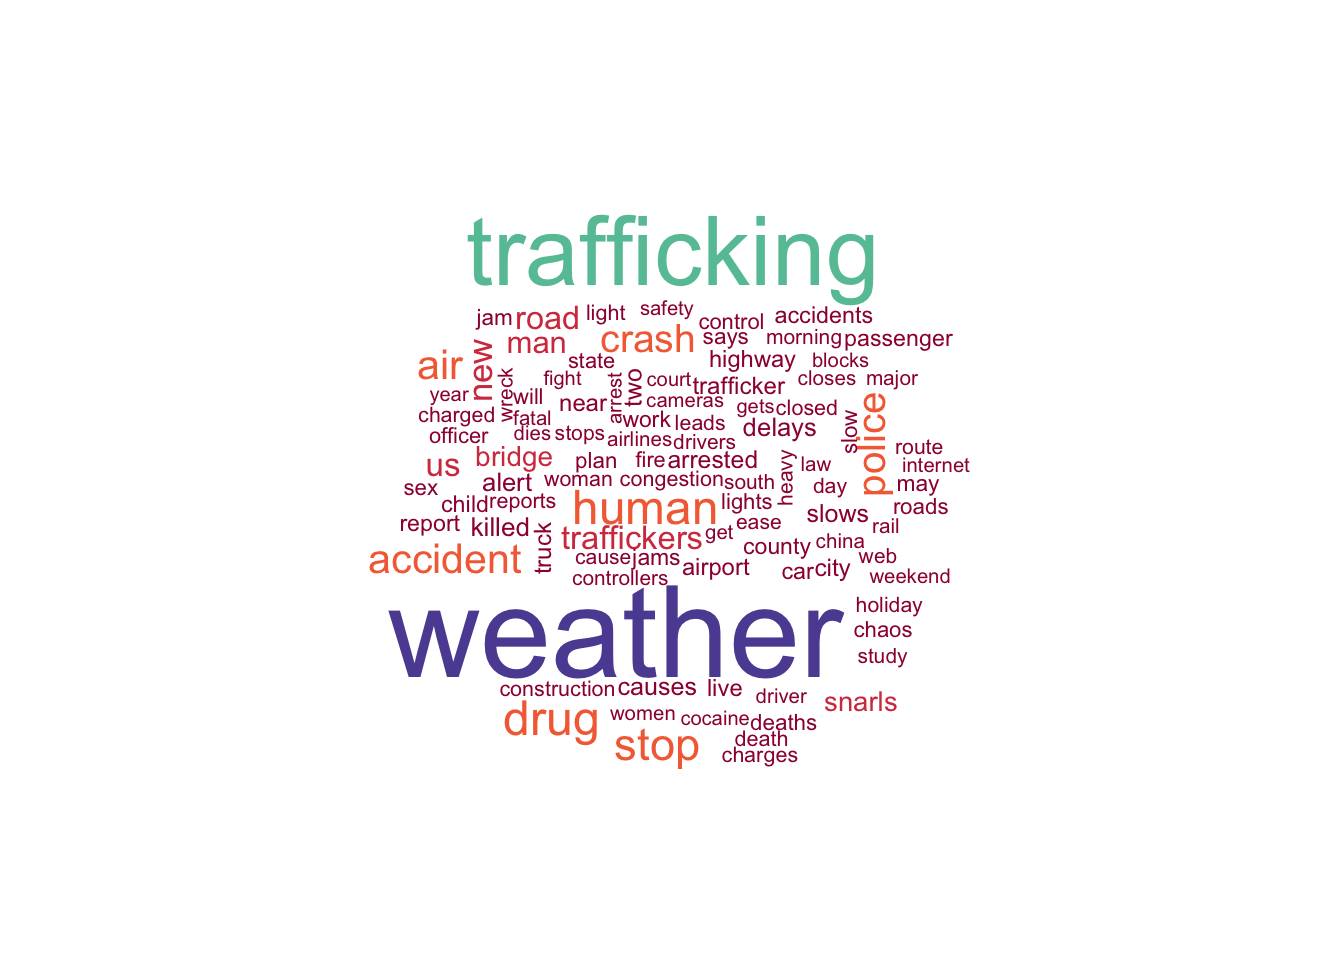 trafficking
jam road light safety control accidents
new man crash says morning passenger
air state highway blocks
year wreck will fight arrest two court trafficker closes major
charged fatal near cameras gets closed police
officer dies stops work leads delays slow route
us bridge airlines drivers
plan fire arrested heavy law internet
sex alert woman congestion south day may
child reports human lights slows roads
report killed truck traffickers get ease rail
accident cause jams county china web
controllers airport car city weekend
weather holiday
chaos
study
construction causes live driver snarls
drug women cocaine deaths
stop death
charges